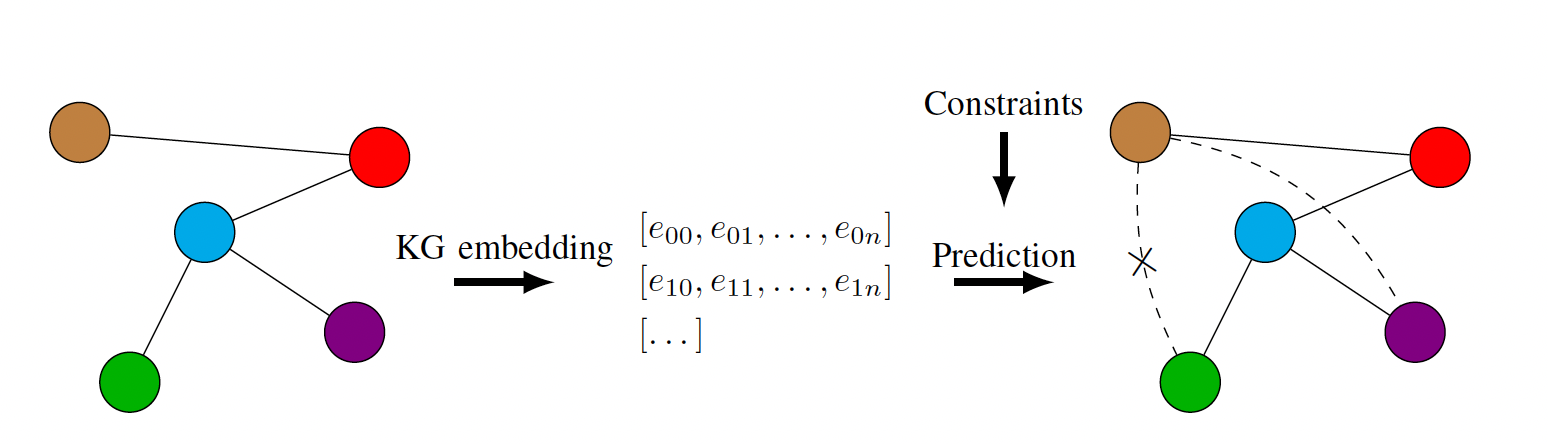 Constraints
KG embedding
[e₀₀, e₀₁, . . . , e₀ₙ]
[e₁₀, e₁₁, . . . , e₁ₙ]
[. . .]
Prediction